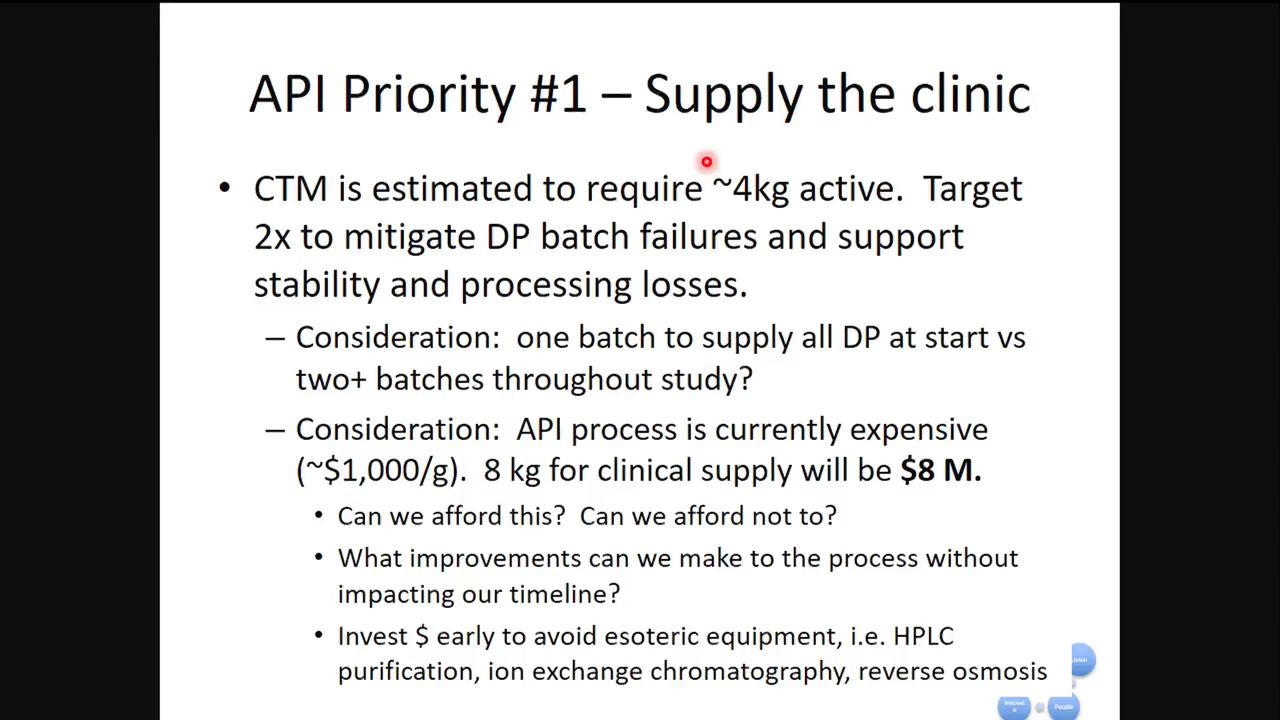 API Priority #1 – Supply the clinic
• CTM is estimated to require ~4kg active.  Target
2x to mitigate DP batch failures and support
stability and processing losses.
– Consideration:  one batch to supply all DP at start vs
two+ batches throughout study?
– Consideration:  API process is currently expensive
(~$1,000/g).  8 kg for clinical supply will be $8 M.
• Can we afford this?  Can we afford not to?
• What improvements can we make to the process without
impacting our timeline?
• Invest $ early to avoid esoteric equipment, i.e. HPLC
purification, ion exchange chromatography, reverse osmosis
People